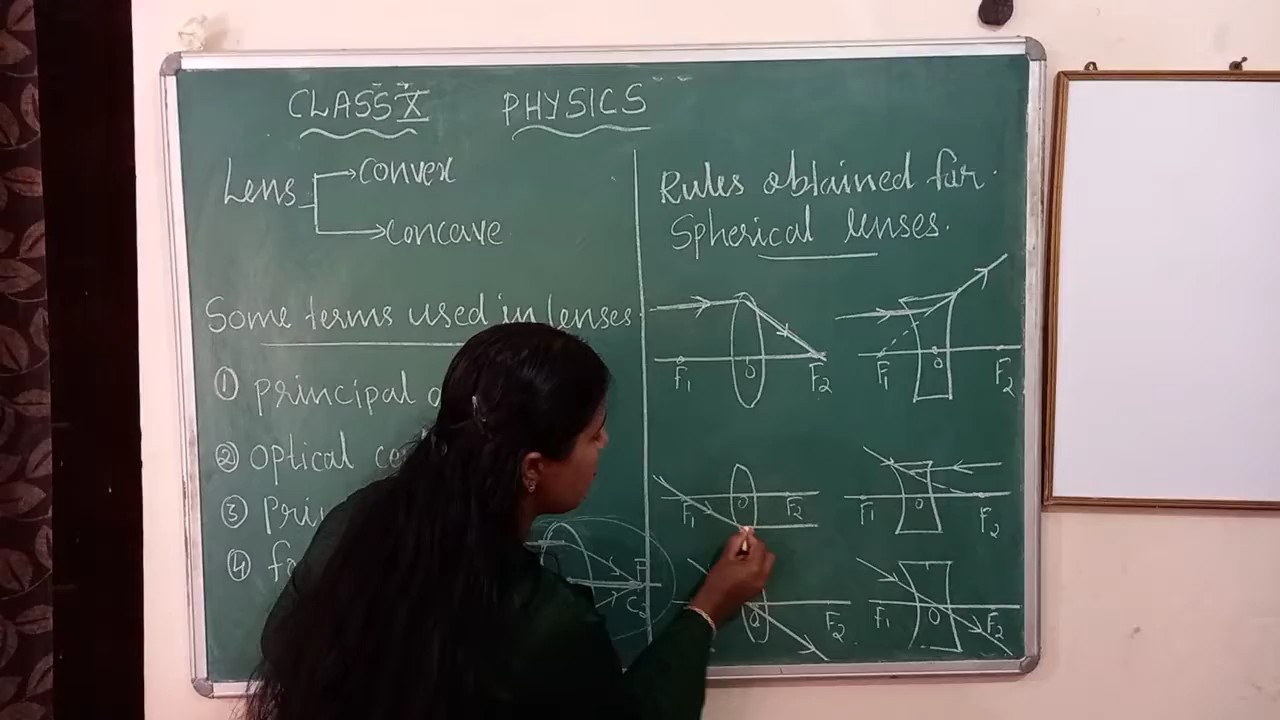 CLASS X PHYSICS
Lens
Convex
Concave
Some terms used in lenses
① principal
② optical
③
④
F
C2
Rules obtained for
Spherical lenses.
F1 O F2
F1 O F2
F1 O F2
F1 O F2
O F2
F1 O F2